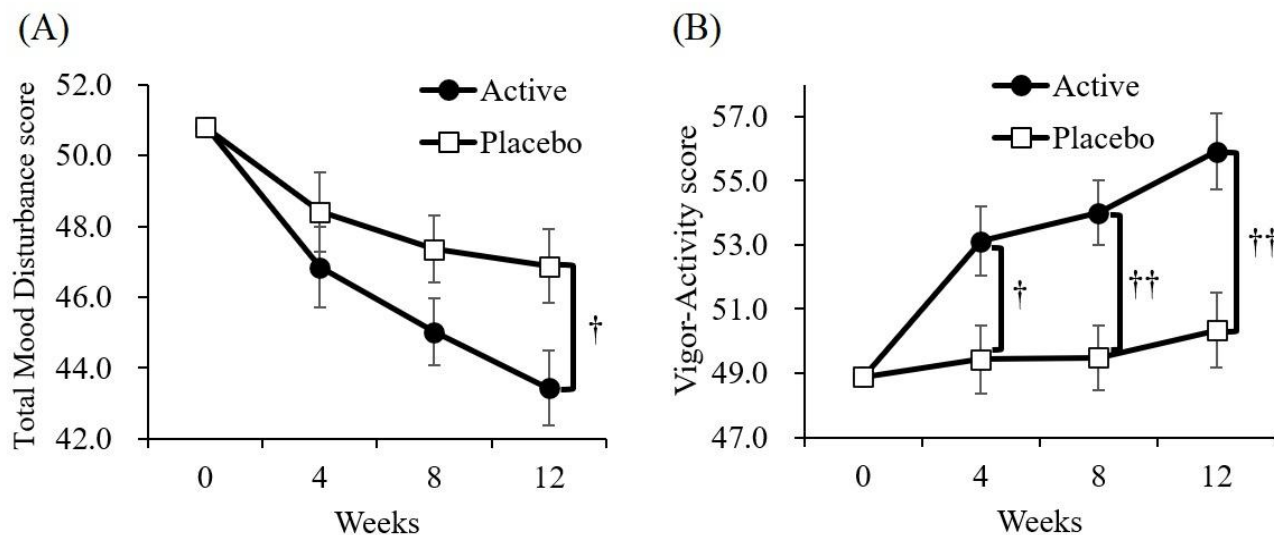 (A)
Total Mood Disturbance score
52.0
50.0
48.0
46.0
44.0
42.0
Active
Placebo
†
0 4 8 12
Weeks
(B)
Vigor-Activity score
57.0
55.0
53.0
51.0
49.0
47.0
Active
Placebo
†
††
††
0 4 8 12
Weeks